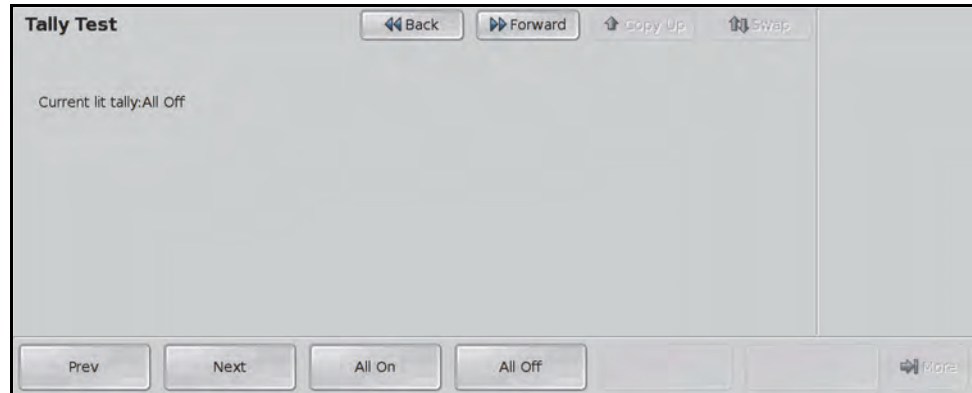 Tally Test
Back
Forward
Copy Up
Swap
Current lit tally:All Off
Prev
Next
All On
All Off
More